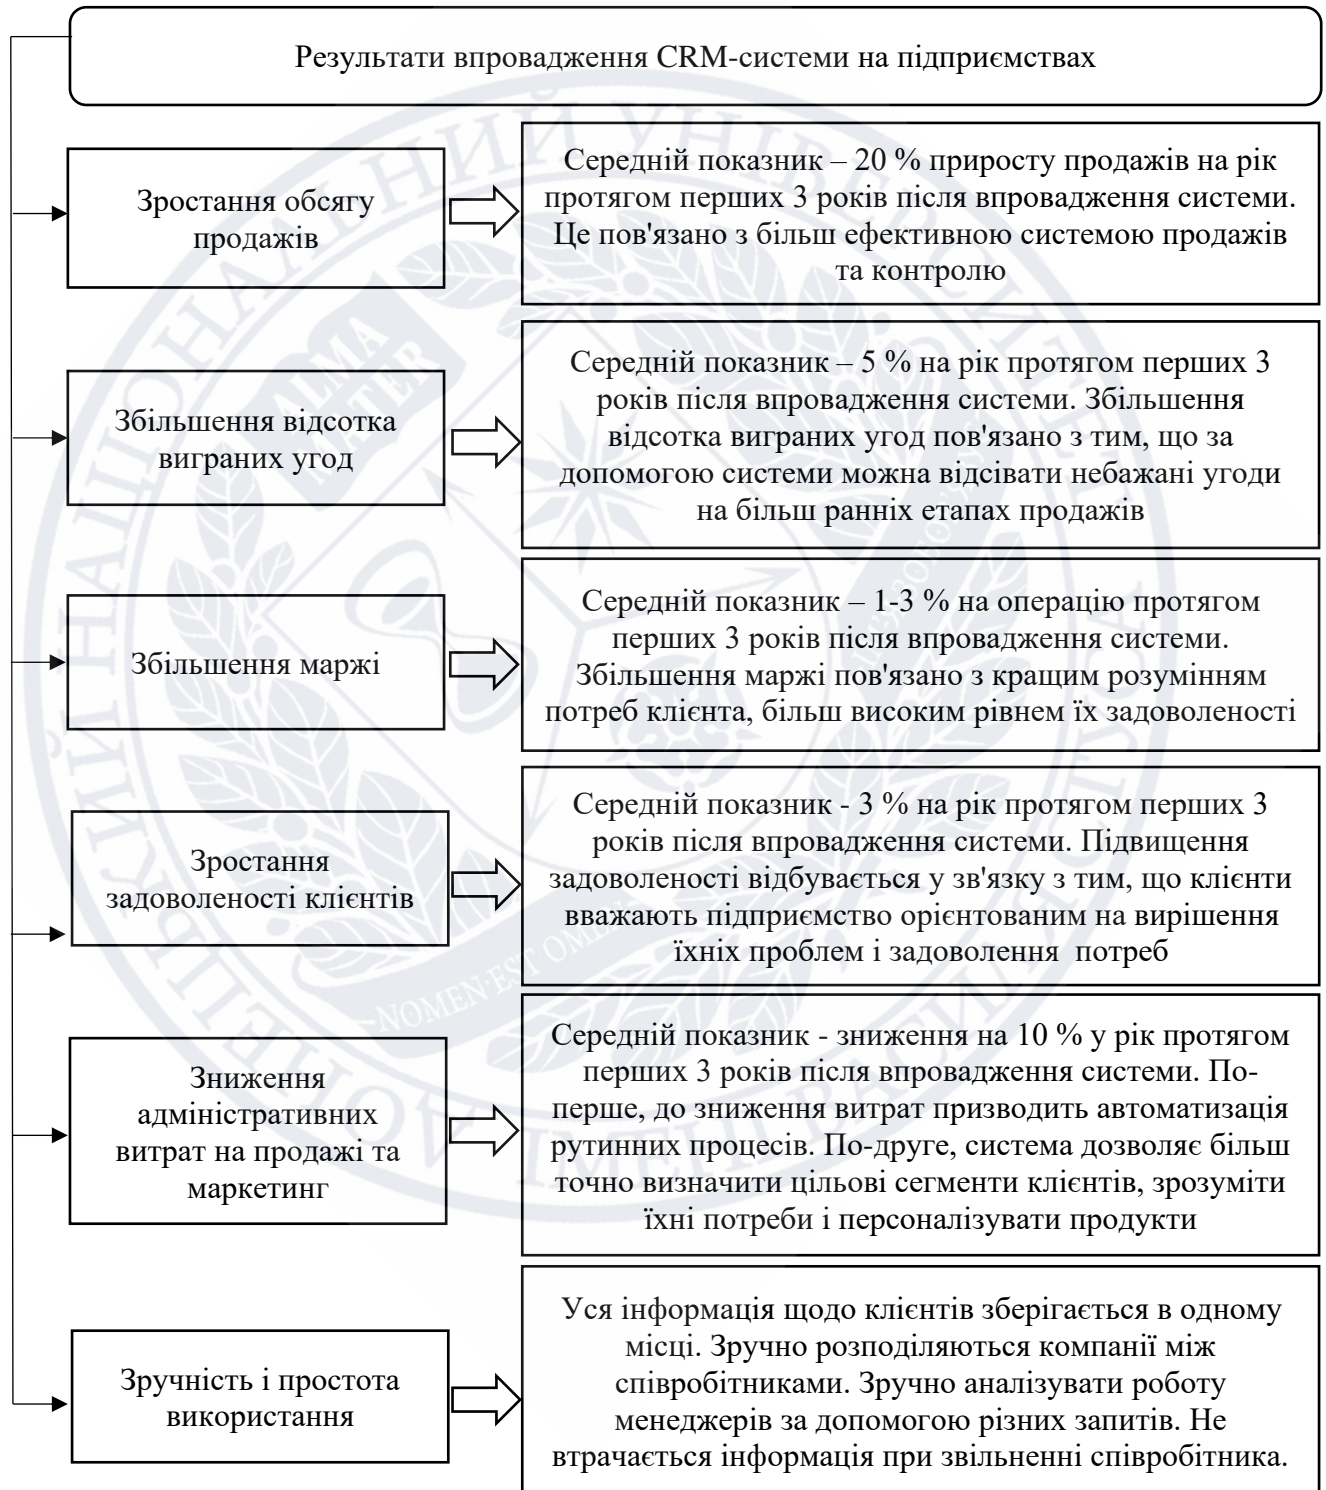 Результати впровадження CRM-системи на підприємствах
Зростання обсягу
продажів
Середній показник – 20 % приросту продажів на рік
протягом перших 3 років після впровадження системи.
Це пов'язано з більш ефективною системою продажів
та контролю
Збільшення відсотка
виграних угод
Середній показник – 5 % на рік протягом перших 3
років після впровадження системи. Збільшення
відсотка виграних угод пов'язано з тим, що за
допомогою системи можна відсівати небажані угоди
на більш ранніх етапах продажів
Збільшення маржі
Середній показник – 1-3 % на операцію протягом
перших 3 років після впровадження системи.
Збільшення маржі пов'язано з кращим розумінням
потреб клієнта, більш високим рівнем їх задоволеності
Зростання
задоволеності клієнтів
Середній показник - 3 % на рік протягом перших 3
років після впровадження системи. Підвищення
задоволеності відбувається у зв'язку з тим, що клієнти
вважають підприємство орієнтованим на вирішення
їхніх проблем і задоволення  потреб
Зниження
адміністративних
витрат на продажі та
маркетинг
Середній показник - зниження на 10 % у рік протягом
перших 3 років після впровадження системи. По-
перше, до зниження витрат призводить автоматизація
рутинних процесів. По-друге, система дозволяє більш
точно визначити цільові сегменти клієнтів, зрозуміти
їхні потреби і персоналізувати продукти
Зручність і простота
використання
Уся інформація щодо клієнтів зберігається в одному
місці. Зручно розподіляються компанії між
співробітниками. Зручно аналізувати роботу
менеджерів за допомогою різних запитів. Не
втрачається інформація при звільненні співробітника.
ALMA
MATER
NOMEN EST OMEN